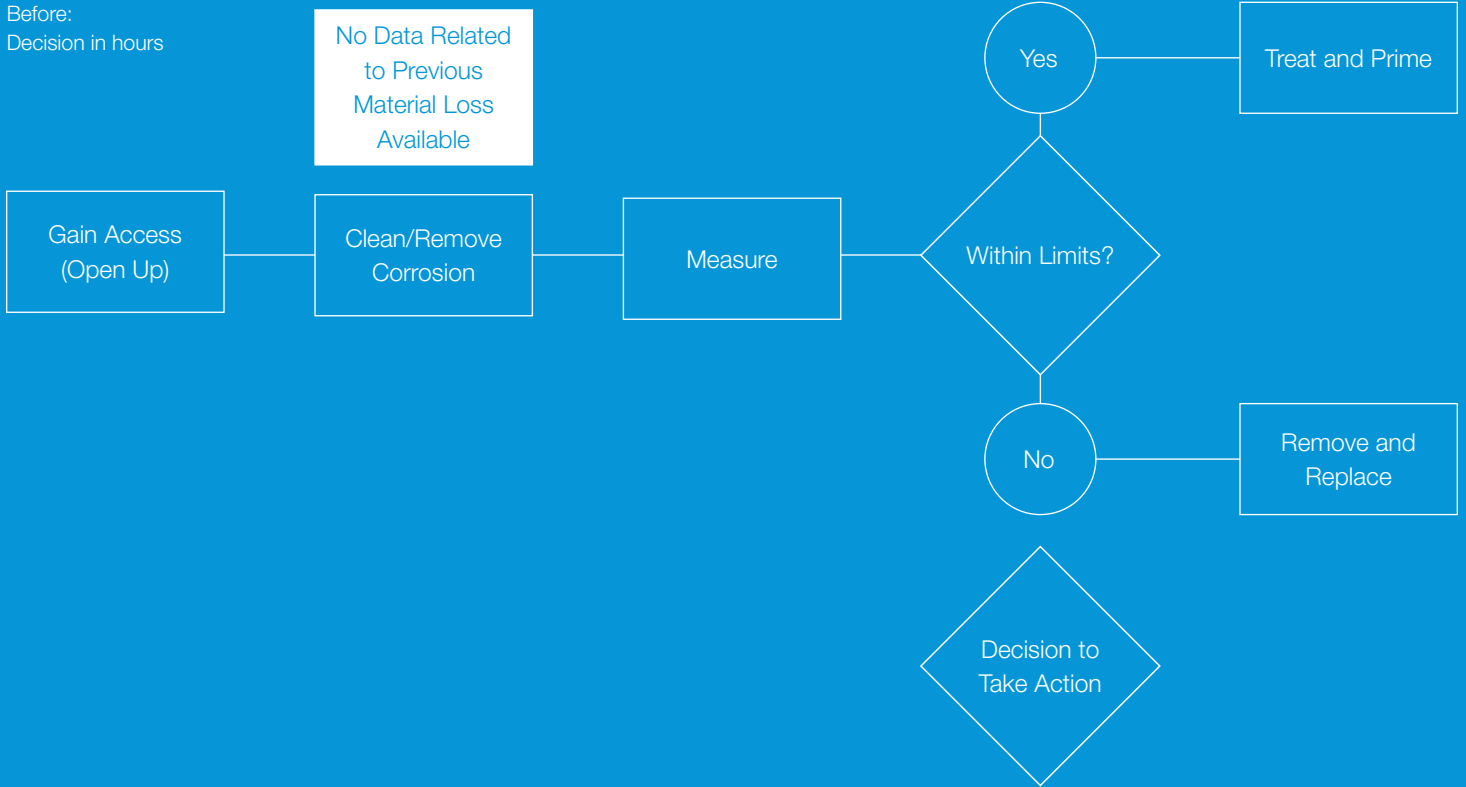 Before:
Decision in hours
No Data Related
to Previous
Material Loss
Available
Gain Access
(Open Up)
Clean/Remove
Corrosion
Measure
Within Limits?
Yes
Treat and Prime
No
Remove and
Replace
Decision to
Take Action